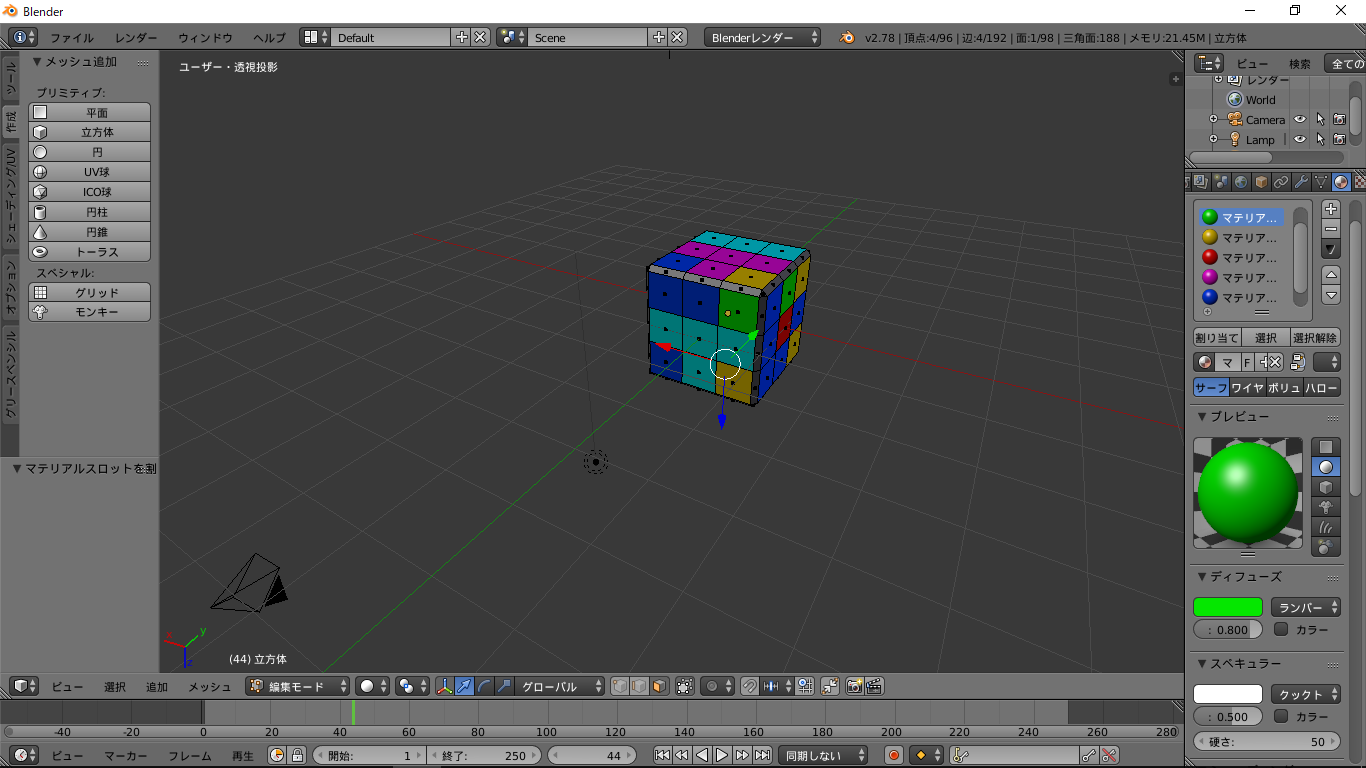 Blender
ファイル レンダー ウィンドウ ヘルプ Default Scene Blenderレンダー v2.78 | 頂点:4/96 | 辺:4/192 | 面:1/98 | 三角面:188 | メモリ:21.45M | 立方体
ツール
作成
シェーディング/UV
オプション
グリースペンシル
メッシュ追加
プリミティブ:
平面
立方体
円
UV球
ICO球
円柱
円錐
トーラス
スペシャル:
グリッド
モンキー
マテリアルスロットを割
ユーザー・透視投影
x y z
(44) 立方体
ビュー 検索 全ての
レンダー
World
Camera
Lamp
マテリア...
マテリア...
マテリア...
マテリア...
マテリア...
割り当て 選択 選択解除
マ F
サーフ ワイヤ ボリュ ハロー
プレビュー
ディフューズ
ランバー
: 0.800 カラー
スペキュラー
クックト
: 0.500 カラー
硬さ: 50
ビュー 選択 追加 メッシュ 編集モード グローバル
-40 -20 0 20 40 60 80 100 120 140 160 180 200 220 240 260 280
ビュー マーカー フレーム 再生 開始: 1 終了: 250 44 同期しない